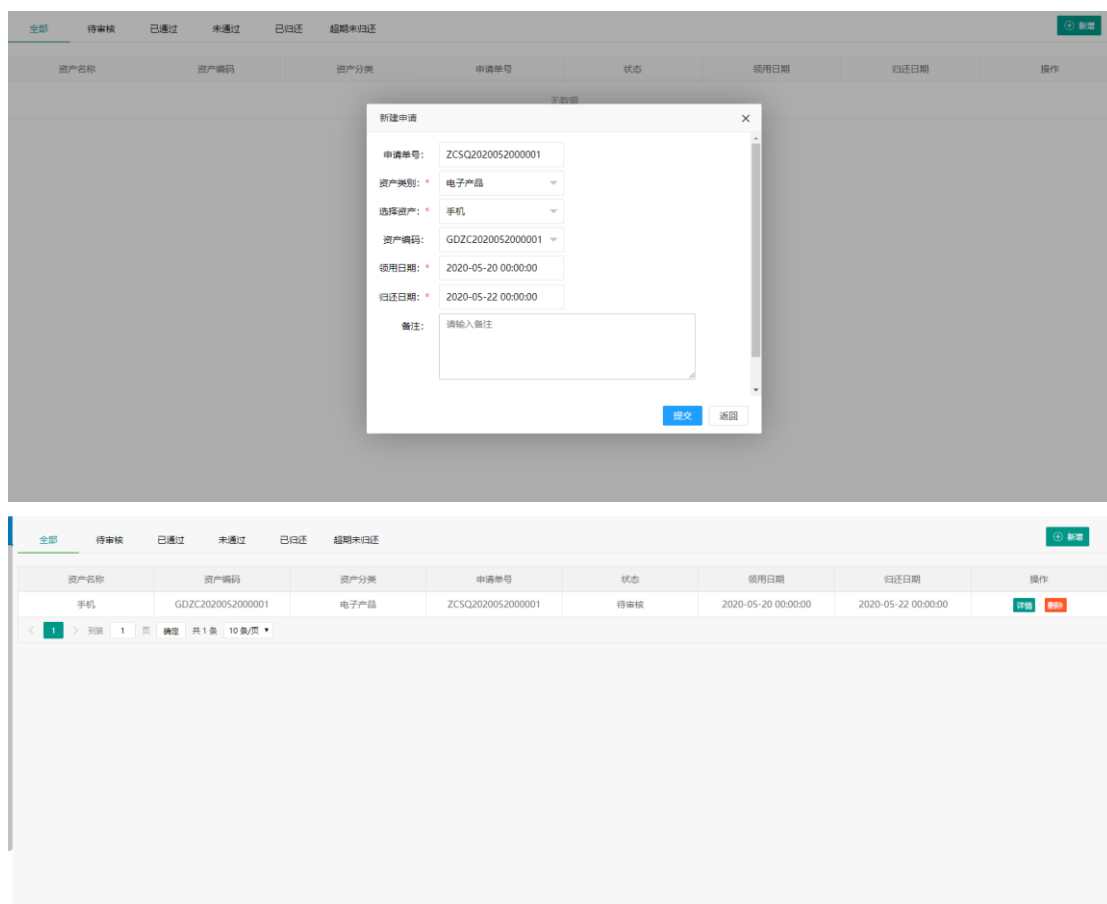 全部 待审核 已通过 未通过 已归还 超期未归还 新增
资产名称 资产编码 资产分类 申请单号 状态 领用日期 归还日期 操作
无数据
新建申请
申请单号: ZCSQ2020052000001
资产类别: * 电子产品
选择资产: * 手机
资产编码: GDZC2020052000001
领用日期: * 2020-05-20 00:00:00
归还日期: * 2020-05-22 00:00:00
备注: 请输入备注
提交 返回
全部 待审核 已通过 未通过 已归还 超期未归还 新增
资产名称 资产编码 资产分类 申请单号 状态 领用日期 归还日期 操作
手机 GDZC2020052000001 电子产品 ZCSQ2020052000001 待审核 2020-05-20 00:00:00 2020-05-22 00:00:00 详情 删除
1 到第 1 页 确定 共 1 条 10 条/页